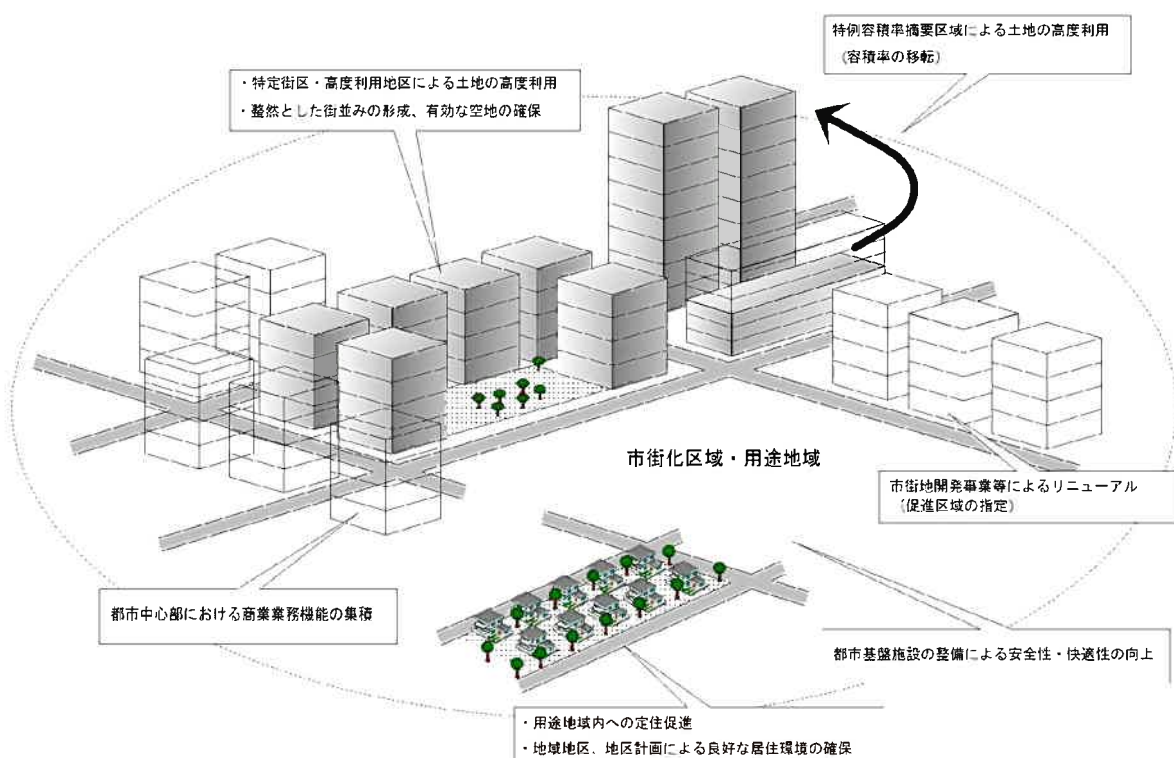 特例容積率摘要区域による土地の高度利用
（容積率の移転）
・特定街区・高度利用地区による土地の高度利用
・整然とした街並みの形成、有効な空地の確保
市街化区域・用途地域
市街地開発事業等によるリニューアル
（促進区域の指定）
都市中心部における商業業務機能の集積
都市基盤施設の整備による安全性・快適性の向上
・用途地域内への定住促進
・地域地区、地区計画による良好な居住環境の確保